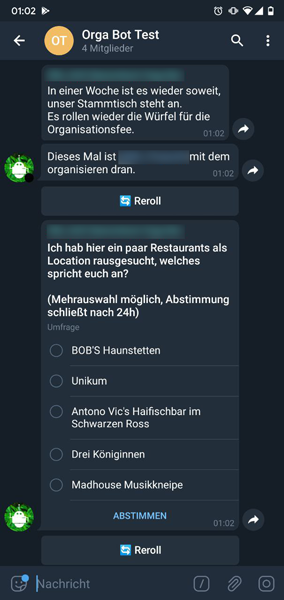 01:02
OT
Orga Bot Test
4 Mitglieder
In einer Woche ist es wieder soweit,
unser Stammtisch steht an.
Es rollen wieder die Würfel für die
Organisationsfee.
01:02
Dieses Mal ist
mit dem
organisieren dran.
01:02
Reroll
Ich hab hier ein paar Restaurants als
Location rausgesucht, welches
spricht euch an?
(Mehrauswahl möglich, Abstimmung
schließt nach 24h)
Umfrage
BOB'S Haunstetten
Unikum
Antono Vic's Haifischbar im
Schwarzen Ross
Drei Königinnen
Madhouse Musikkneipe
ABSTIMMEN
01:02
Reroll
Nachricht